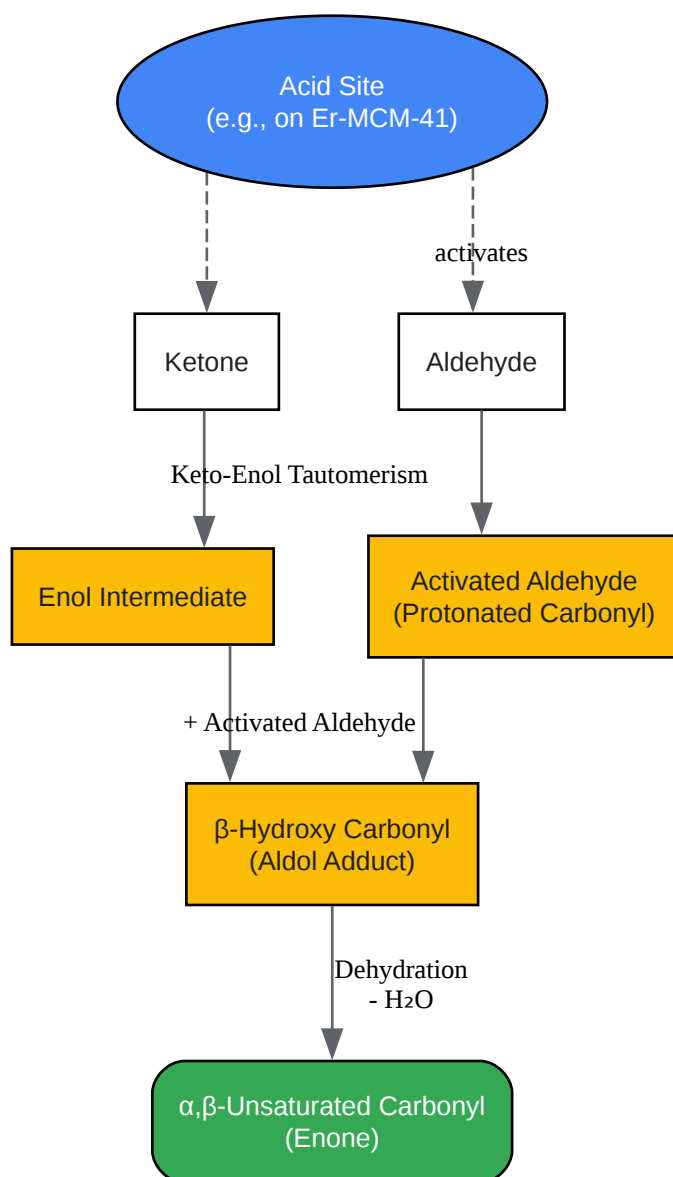 Acid Site
(e.g., on Er-MCM-41)
activates
Ketone
Aldehyde
Keto-Enol Tautomerism
Enol Intermediate
Activated Aldehyde
(Protonated Carbonyl)
+ Activated Aldehyde
β-Hydroxy Carbonyl
(Aldol Adduct)
Dehydration
- H₂O
α,β-Unsaturated Carbonyl
(Enone)